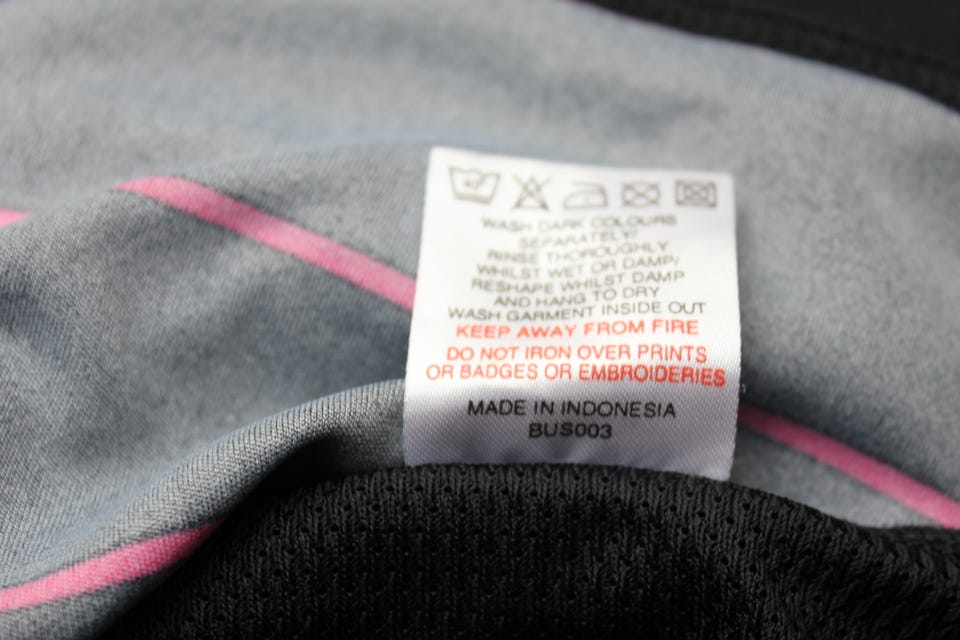 WASH DARK COLOURS
SEPARATELY/
RINSE THOROUGHLY
WHILST WET OR DAMP/
RESHAPE WHILST DAMP
AND HANG TO DRY
WASH GARMENT INSIDE OUT
KEEP AWAY FROM FIRE
DO NOT IRON OVER PRINTS
OR BADGES OR EMBROIDERIES
MADE IN INDONESIA
BUS003